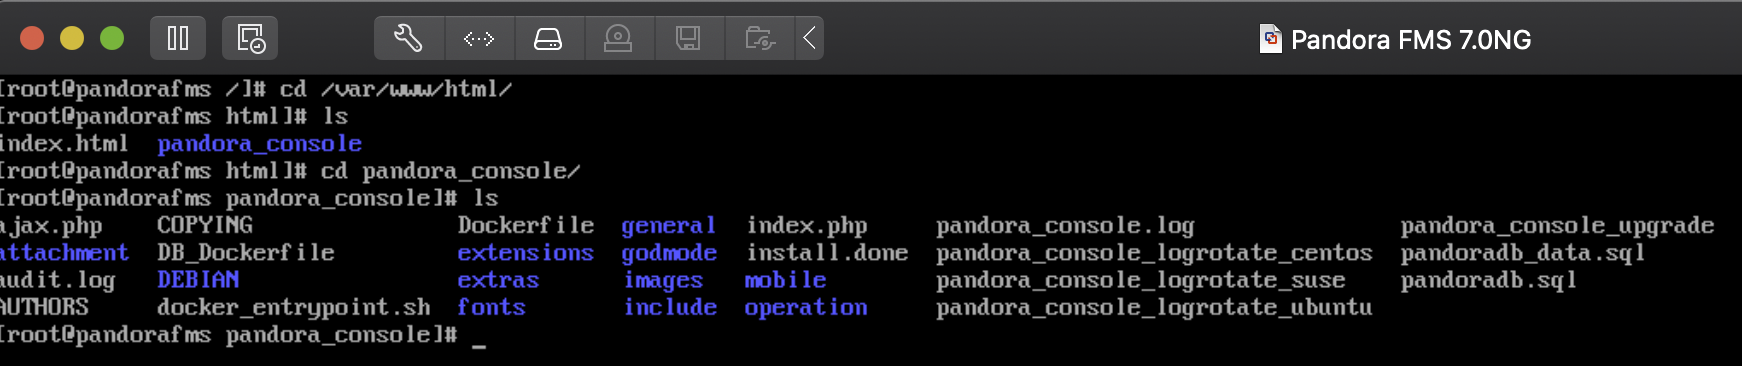 Pandora FMS 7.0NG
[root@pandorafms /]# cd /var/www/html/
[root@pandorafms html]# ls
index.html pandora_console
[root@pandorafms html]# cd pandora_console/
[root@pandorafms pandora_console]# ls
ajax.php COPYING Dockerfile general index.php pandora_console.log pandora_console_upgrade
attachment DB_Dockerfile extensions godmode install.done pandora_console_logrotate_centos pandoradb_data.sql
audit.log DEBIAN extras images mobile pandora_console_logrotate_suse pandoradb.sql
AUTHORS docker_entrypoint.sh fonts include operation pandora_console_logrotate_ubuntu
[root@pandorafms pandora_console]# _